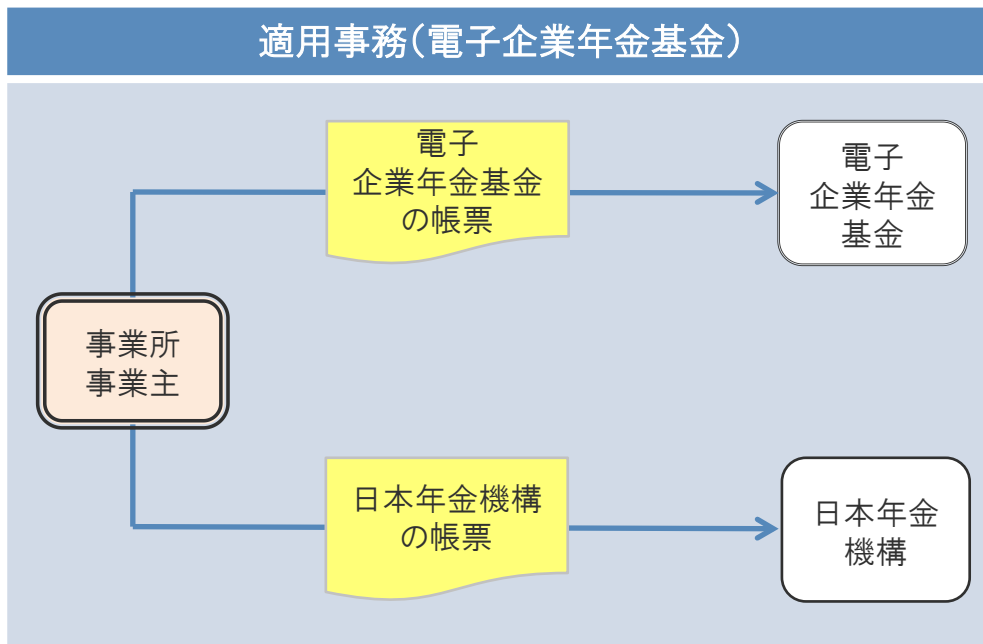 適用事務(電子企業年金基金)
電子
企業年金基金
の帳票
電子
企業年金
基金
事業所
事業主
日本年金機構
の帳票
日本年金
機構